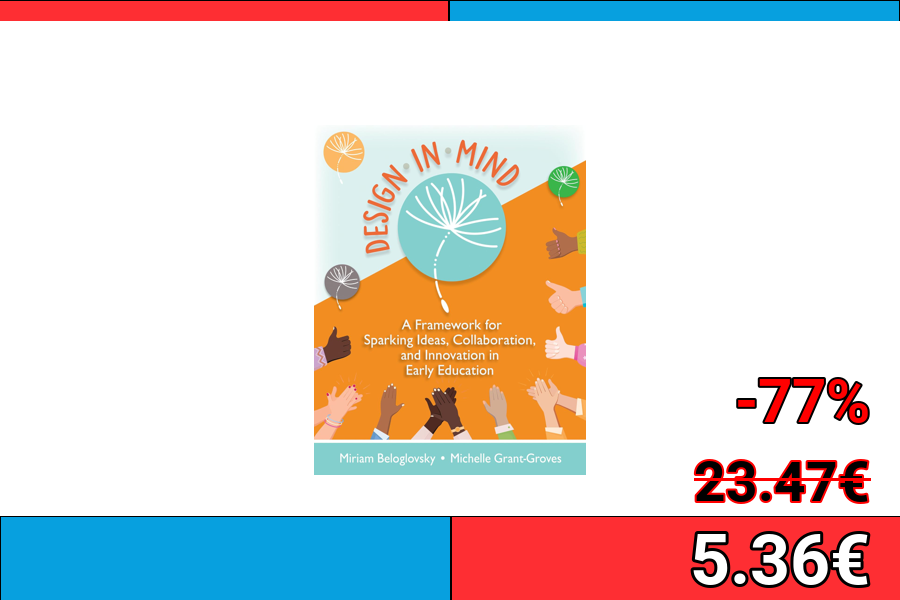 DESIGN·IN·MIND
A Framework for
Sparking Ideas, Collaboration,
and Innovation in
Early Education
Miriam Beloglovsky • Michelle Grant-Groves
-77%
23.47€
5.36€